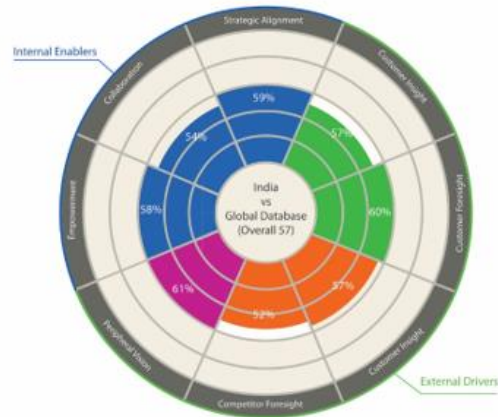 Strategic Alignment
Internal Enablers
Customer Insight
Collaboration
59%
57%
54%
India
vs
Global Database
(Overall 57)
58%
60%
Empowerment
Customer Foresight
61%
57%
52%
Peripheral Vision
Customer Insight
External Drivers
Competitor Foresight